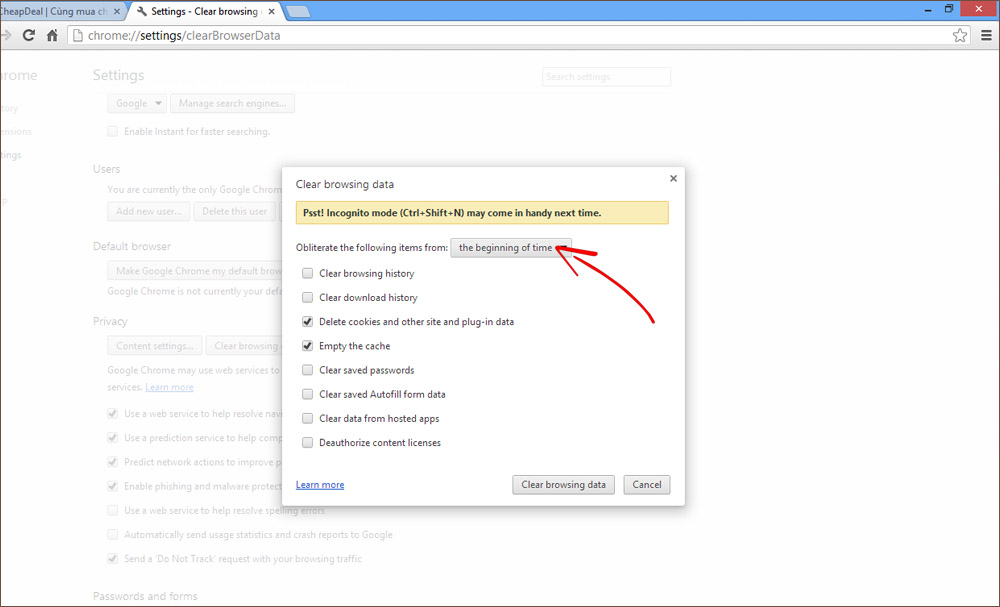 CheapDeal | Cùng mua ch
Settings - Clear browsing
chrome://settings/clearBrowserData
hrome
Settings
Search settings
tory
Google
Manage search engines...
ensions
Enable Instant for faster searching.
tings
Users
You are currently the only Google Chrom
Add new user...
Delete this user
Default browser
Make Google Chrome my default brow
Google Chrome is not currently your defa
Privacy
Content settings...
Clear browsing
Google Chrome may use web services to
services. Learn more
Use a web service to help resolve navi
Use a prediction service to help comp
Predict network actions to improve p
Enable phishing and malware protect
Use a web service to help resolve spelling errors
Automatically send usage statistics and crash reports to Google
Send a 'Do Not Track' request with your browsing traffic
Passwords and forms
Clear browsing data
Psst! Incognito mode (Ctrl+Shift+N) may come in handy next time.
Obliterate the following items from: the beginning of time
Clear browsing history
Clear download history
Delete cookies and other site and plug-in data
Empty the cache
Clear saved passwords
Clear saved Autofill form data
Clear data from hosted apps
Deauthorize content licenses
Learn more
Clear browsing data
Cancel